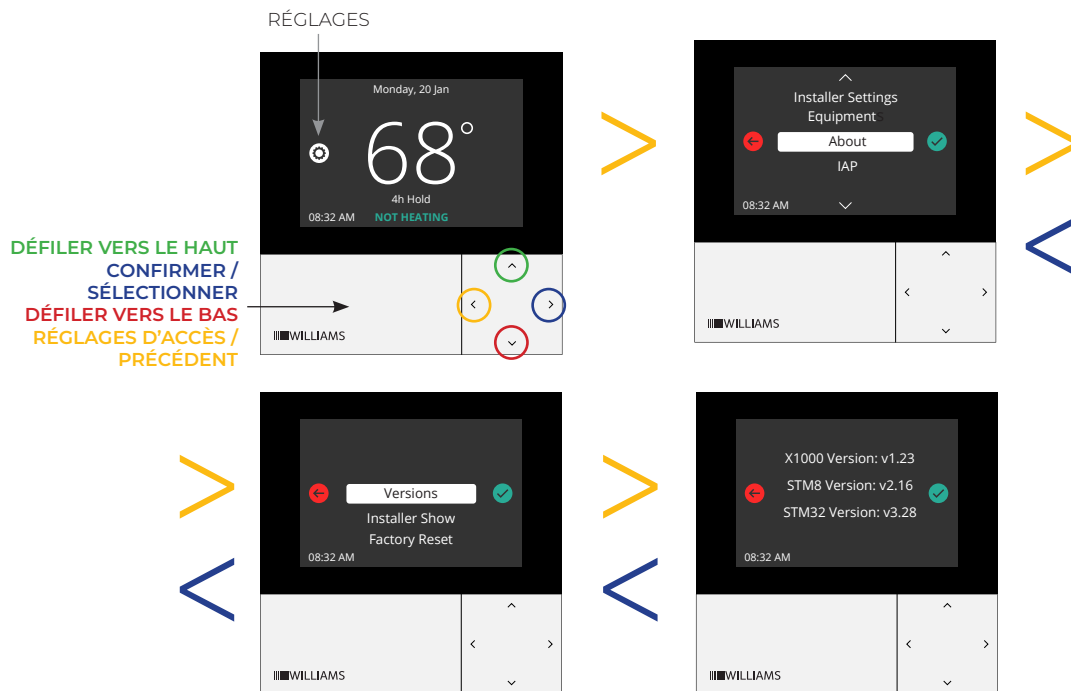 RÉGLAGES
Monday, 20 Jan
68°
4h Hold
08:32 AM NOT HEATING
DÉFILER VERS LE HAUT
CONFIRMER /
SÉLECTIONNER
DÉFILER VERS LE BAS
RÉGLAGES D’ACCÈS /
PRÉCÉDENT
WILLIAMS
Installer Settings
Equipments
About
IAP
08:32 AM
WILLIAMS
Versions
Installer Show
Factory Reset
08:32 AM
WILLIAMS
X1000 Version: v1.23
STM8 Version: v2.16
STM32 Version: v3.28
08:32 AM
WILLIAMS